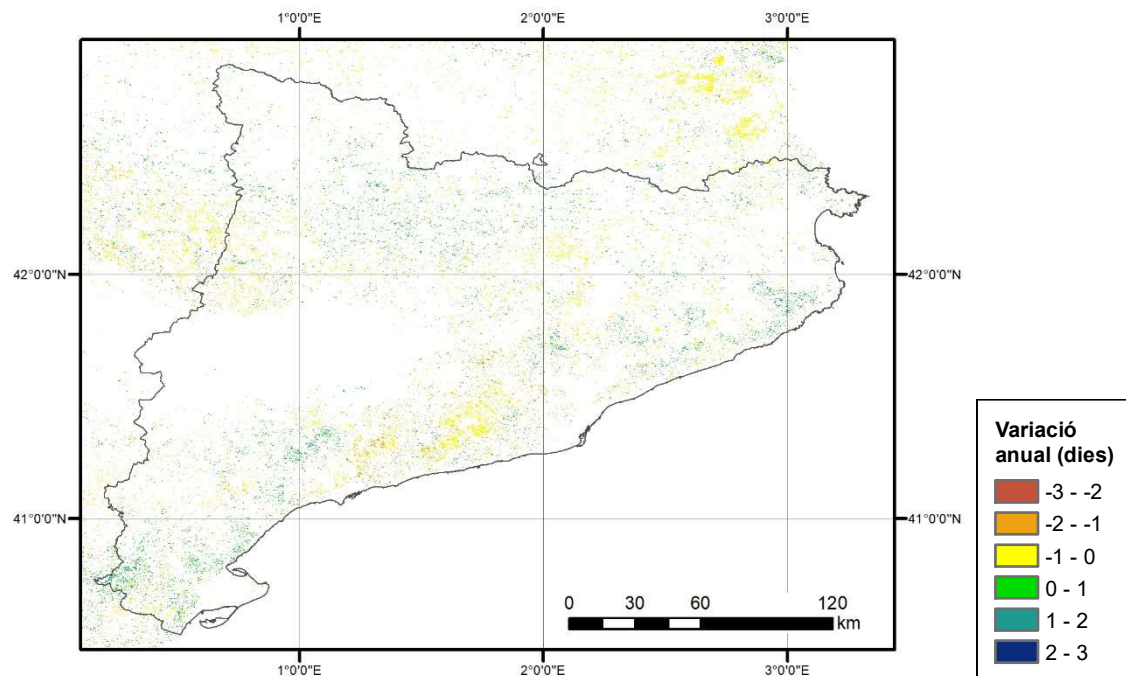 1°0'0"E 2°0'0"E 3°0'0"E
42°0'0"N 42°0'0"N
41°0'0"N 41°0'0"N
0 30 60 120
km
1°0'0"E 2°0'0"E 3°0'0"E
Variació
anual (dies)
-3 - -2
-2 - -1
-1 - 0
0 - 1
1 - 2
2 - 3